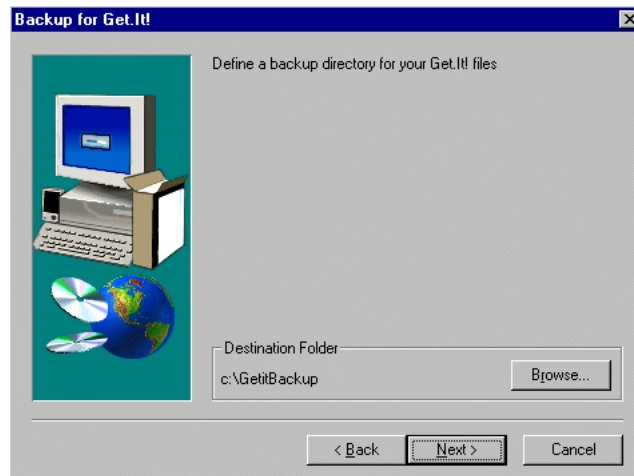 Backup for Get.It!
Define a backup directory for your Get.It! files
Destination Folder
c:\GetitBackup
Browse...
< Back
Next >
Cancel